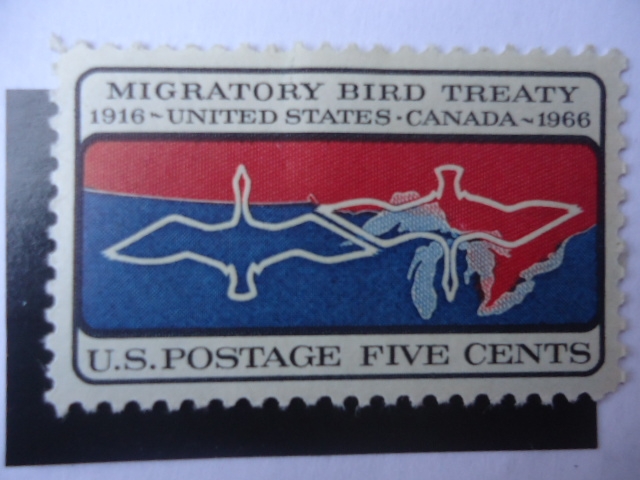 MIGRATORY BIRD TREATY
1916~UNITED STATES·CANADA~1966
U.S. POSTAGE FIVE CENTS